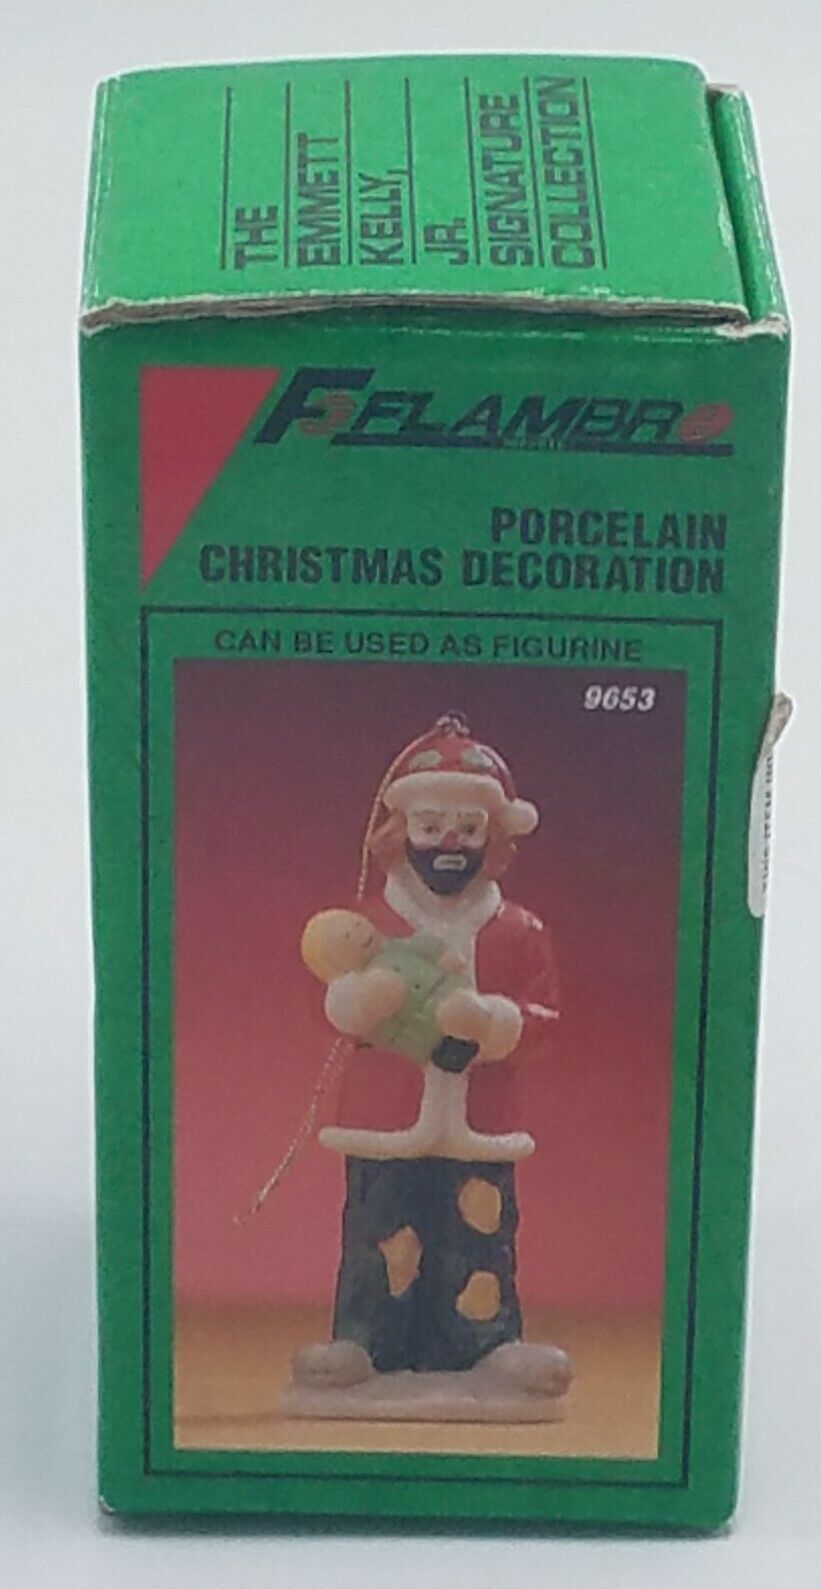 THE
EMMETT
KELLY,
JR.
SIGNATURE
COLLECTION
FLAMBRO
PORCELAIN
CHRISTMAS DECORATION
CAN BE USED AS FIGURINE
9653